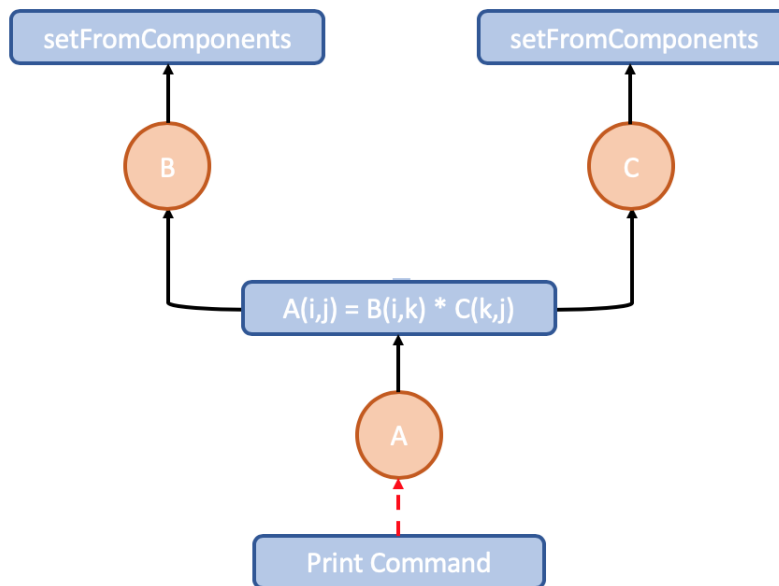 setFromComponents
setFromComponents
B
C
A(i,j) = B(i,k) * C(k,j)
A
Print Command